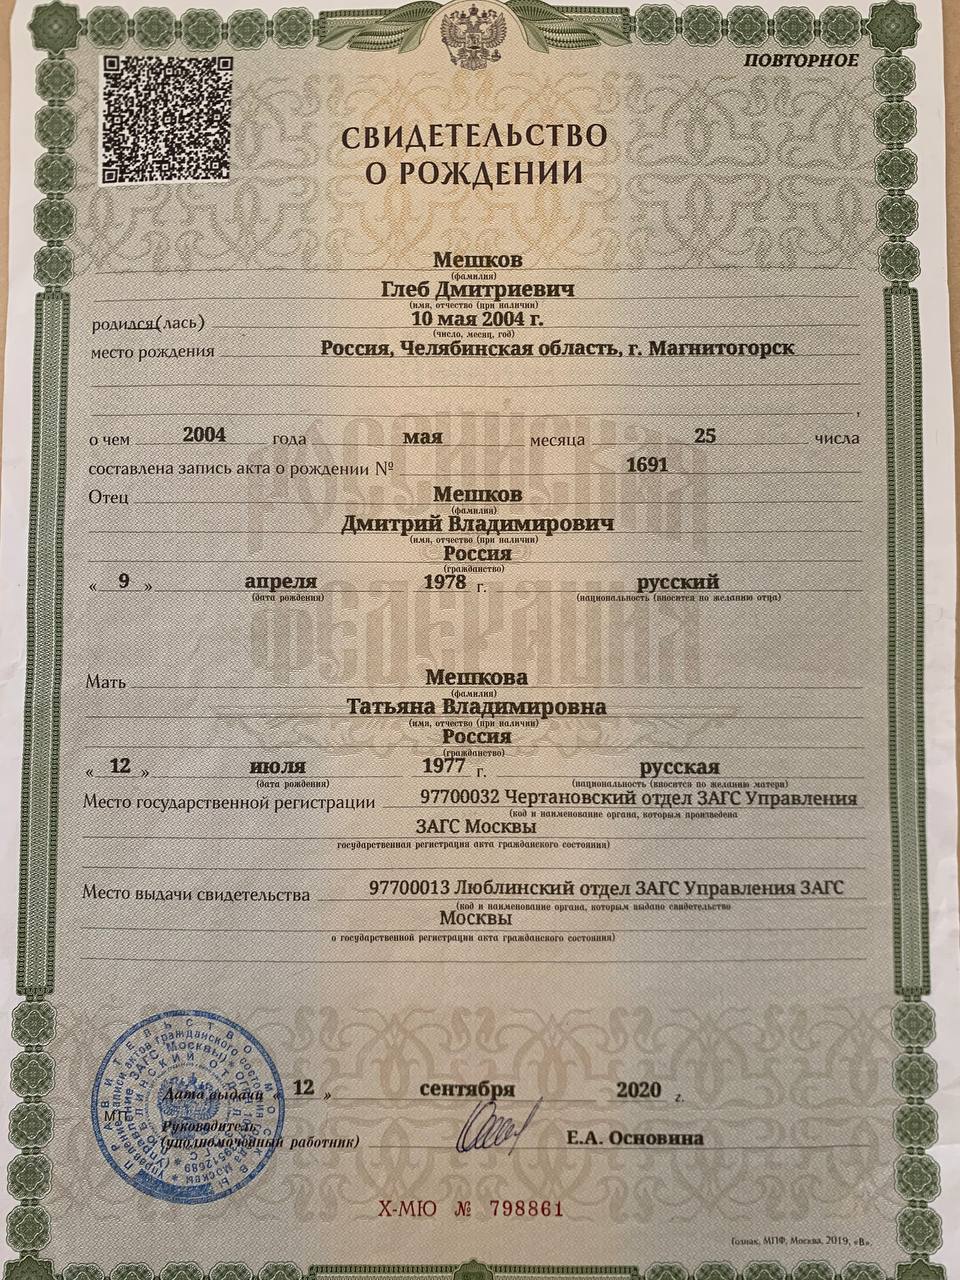 ПОВТОРНОЕ
СВИДЕТЕЛЬСТВО
О РОЖДЕНИИ
Мешков
(фамилия)
Глеб Дмитриевич
(имя, отчество (при наличии)
родился(лась) 10 мая 2004 г.
(число, месяц, год)
место рождения Россия, Челябинская область, г. Магнитогорск
,
о чем 2004 года мая месяца 25 числа
составлена запись акта о рождении № 1691
Отец Мешков
(фамилия)
Дмитрий Владимирович
(имя, отчество (при наличии)
Россия
(гражданство)
« 9 » апреля 1978 г. русский
(дата рождения) (национальность (вносится по желанию отца)
РОССИЙСКАЯ
ФЕДЕРАЦИЯ
Мать Мешкова
(фамилия)
Татьяна Владимировна
(имя, отчество (при наличии)
Россия
(гражданство)
« 12 » июля 1977 г. русская
(дата рождения) (национальность (вносится по желанию матери)
Место государственной регистрации 97700032 Чертановский отдел ЗАГС Управления
(код и наименование органа, которым произведена
ЗАГС Москвы
государственная регистрация акта гражданского состояния)
Место выдачи свидетельства 97700013 Люблинский отдел ЗАГС Управления ЗАГС
(код и наименование органа, которым выдано свидетельство
Москвы
о государственной регистрации акта гражданского состояния)
Дата выдачи « 12 » сентября 2020 г.
МП
Руководитель
(уполномоченный работник) Е.А. Основина
X-МЮ № 798861
Гознак, МПФ, Москва, 2019, «В».